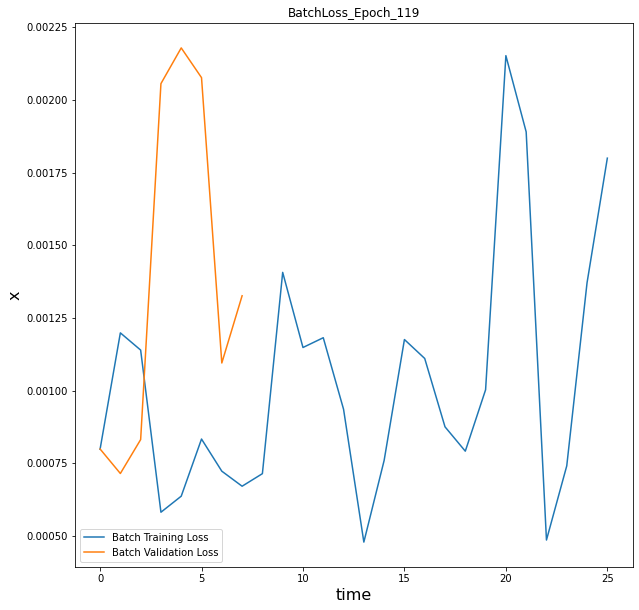 BatchLoss_Epoch_119
0.00225
0.00200
0.00175
0.00150
0.00125
0.00100
0.00075
0.00050
x
Batch Training Loss
Batch Validation Loss
0 5 10 15 20 25
time